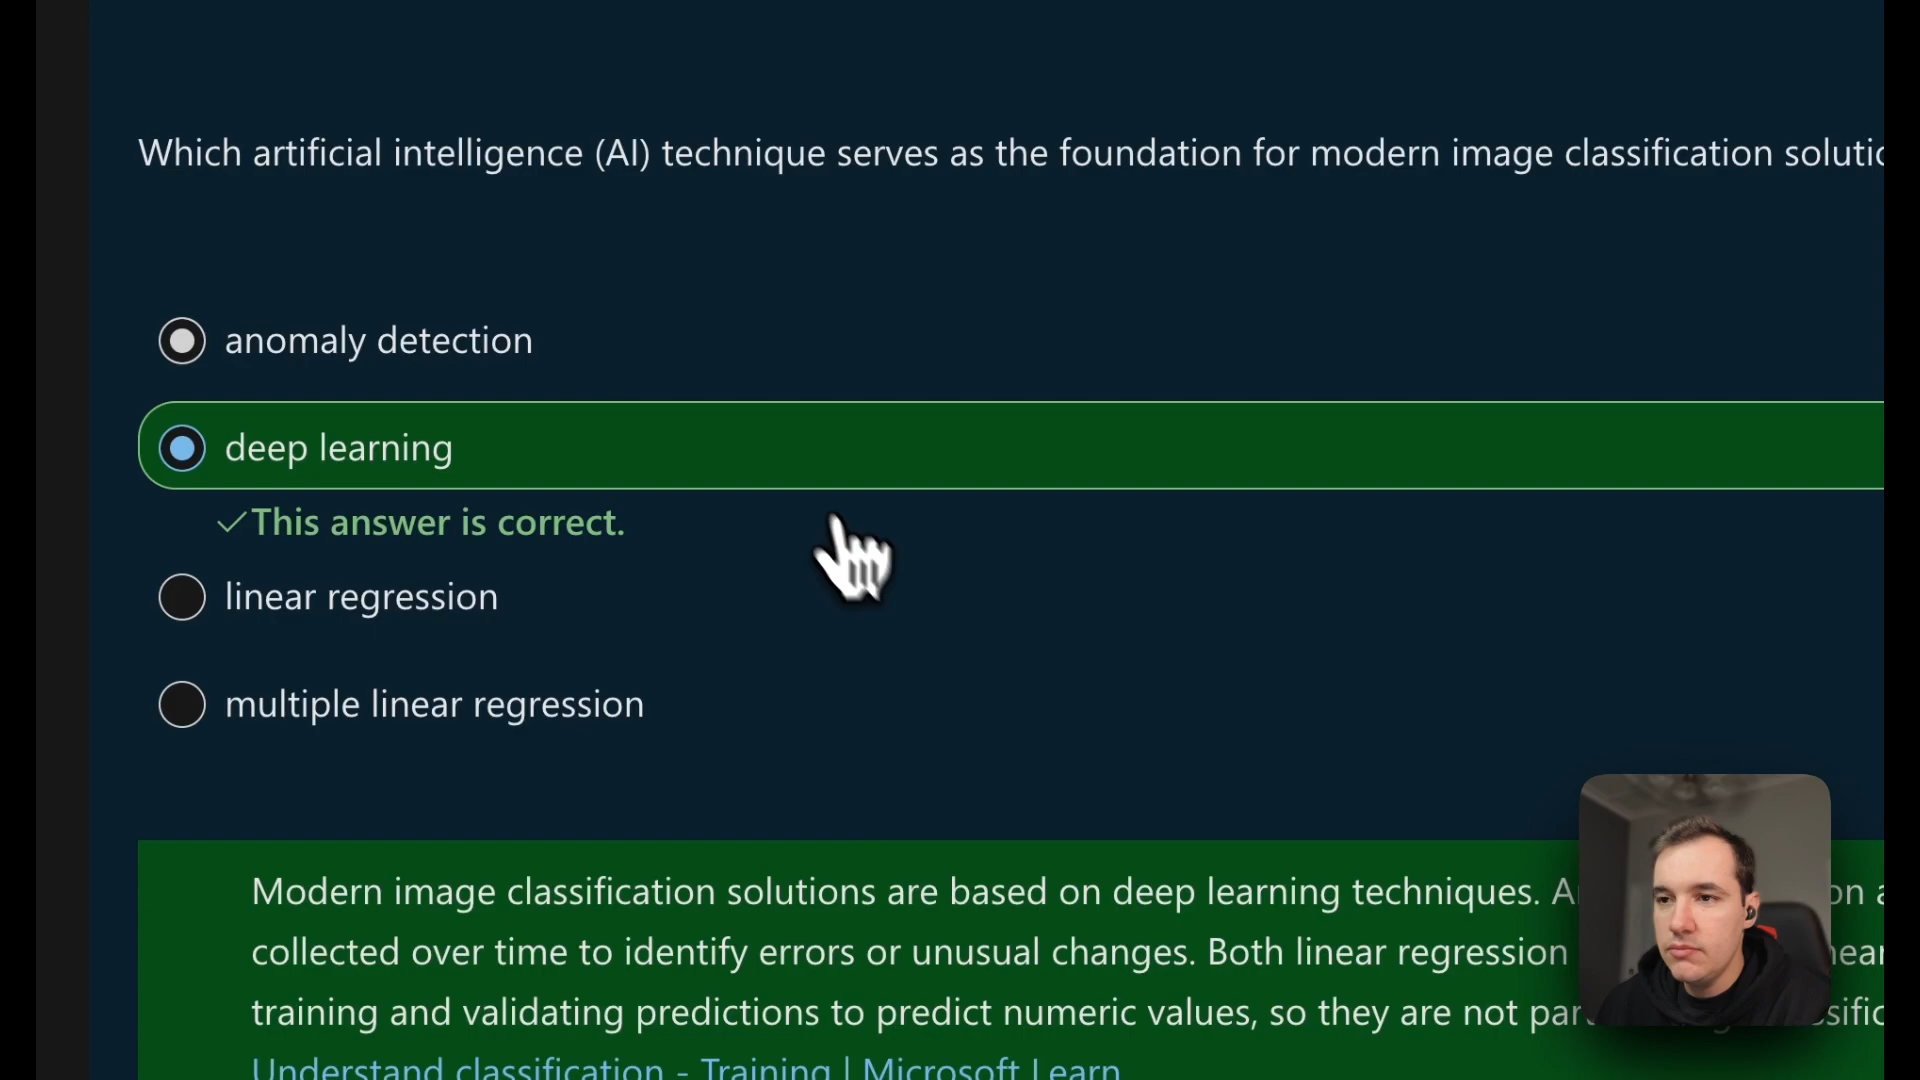 Which artificial intelligence (AI) technique serves as the foundation for modern image classification
anomaly detection
deep learning
✓This answer is correct.
linear regression
multiple linear regression
Modern image classification solutions are based on deep learning techniques.
collected over time to identify errors or unusual changes. Both linear regression
training and validating predictions to predict numeric values, so they are not
Understand classification - Training | Microsoft Learn